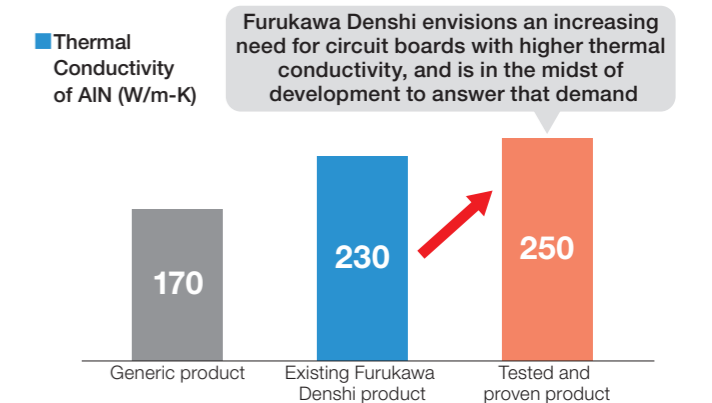 Thermal
Conductivity
of AlN (W/m-K)
Furukawa Denshi envisions an increasing
need for circuit boards with higher thermal
conductivity, and is in the midst of
development to answer that demand
170
230
250
Generic product
Existing Furukawa
Denshi product
Tested and
proven product